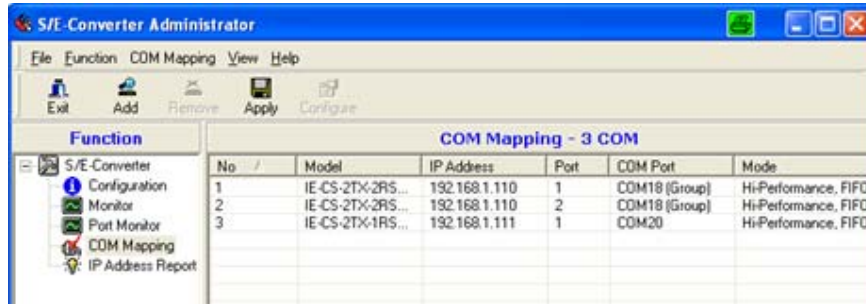 S/E-Converter Administrator
File Function COM Mapping View Help
Exit Add Remove Apply Configure
Function
COM Mapping - 3 COM
S/E-Converter
Configuration
Monitor
Port Monitor
COM Mapping
IP Address Report
No / Model IP Address Port COM Port Mode
1 IE-CS-2TX-2RS... 192.168.1.110 1 COM18 (Group) Hi-Performance, FIFO
2 IE-CS-2TX-2RS... 192.168.1.110 2 COM18 (Group) Hi-Performance, FIFO
3 IE-CS-2TX-1RS... 192.168.1.111 1 COM20 Hi-Performance, FIFO